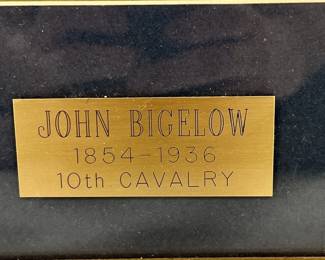 JOHN BIGELOW
1854-1936
10th CAVALRY